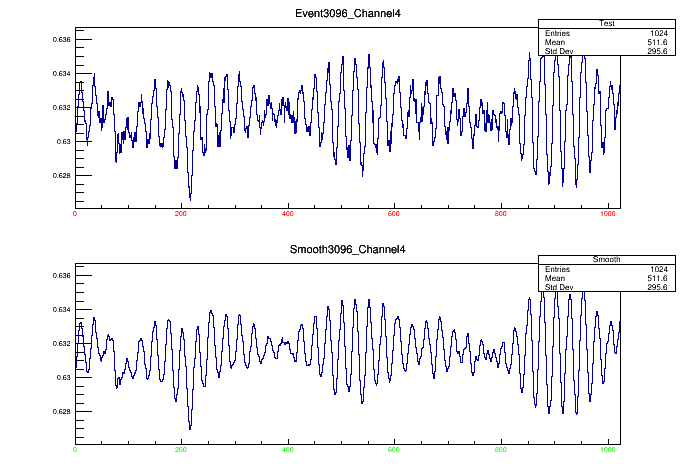 Event3096_Channel4
Test
Entries 1024
Mean 511.6
Std Dev 295.6
0.636
0.634
0.632
0.63
0.628
0 200 400 600 800 1000
Smooth3096_Channel4
Smooth
Entries 1024
Mean 511.6
Std Dev 295.6
0.636
0.634
0.632
0.63
0.628
0 200 400 600 800 1000